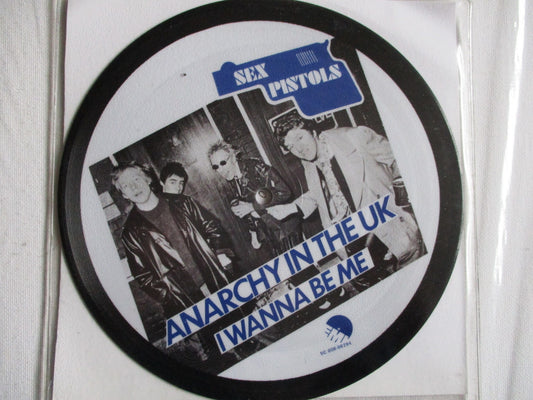 SEX
PISTOLS
ANARCHY IN THE UK
I WANNA BE ME